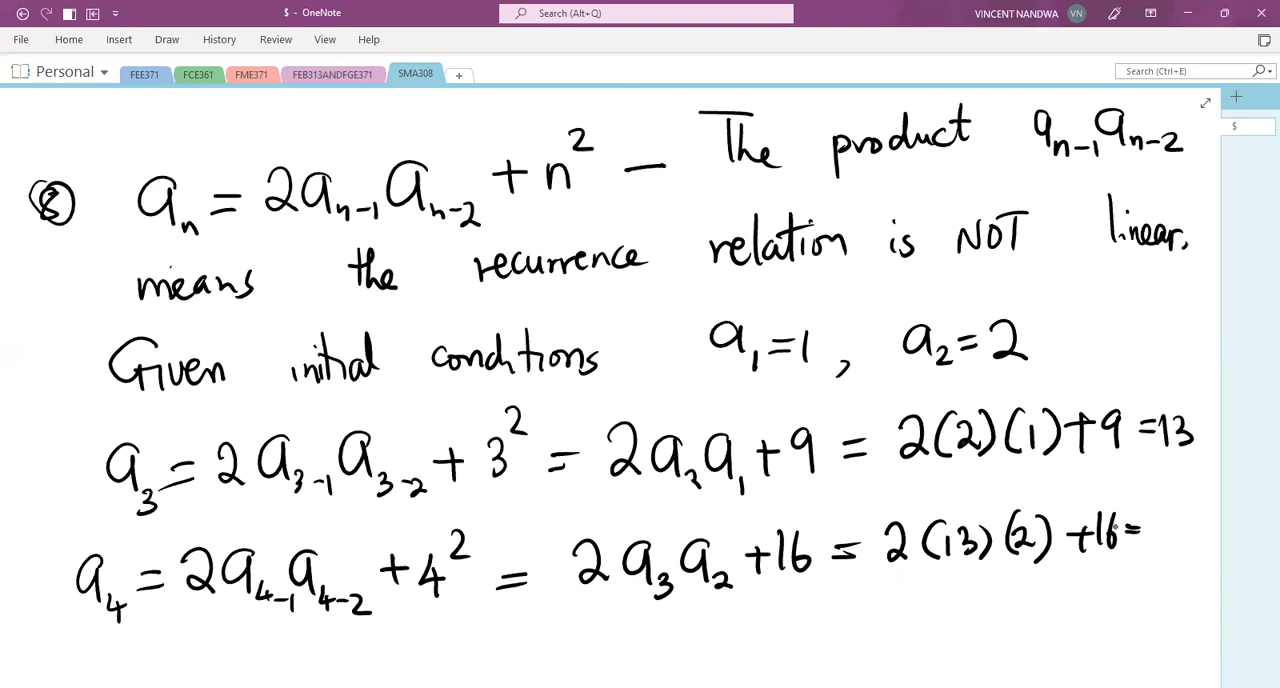 $ - OneNote
Search (Alt+Q)
VINCENT NANDWA VN
File Home Insert Draw History Review View Help
Personal FEE371 FCE361 FME371 FEB313ANDFGE371 SMA308 + Search (Ctrl+E)
+
$
⑧ aₙ = 2aₙ₋₁aₙ₋₂ + n² – The product aₙ₋₁aₙ₋₂
means the recurrence relation is NOT linear.
Given initial conditions a₁=1, a₂=2
a₃ = 2a₃₋₁a₃₋₂ + 3² = 2a₂a₁+9 = 2(2)(1)+9=13
a₄ = 2a₄₋₁a₄₋₂ + 4² = 2a₃a₂+16 = 2(13)(2)+16=